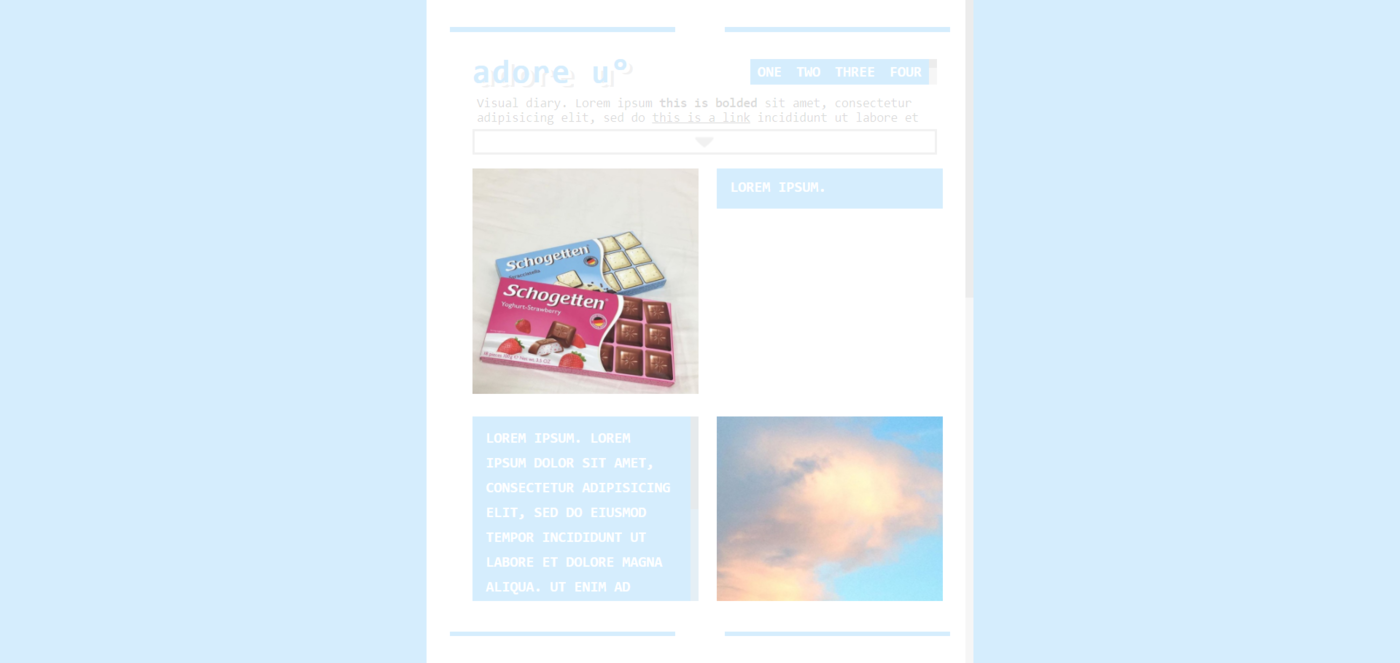 adore u°
ONE TWO THREE FOUR
Visual diary. Lorem ipsum this is bolded sit amet, consectetur
adipisicing elit, sed do this is a link incididunt ut labore et
Schogetten
Schogetten
Yoghurt-Strawberry
LOREM IPSUM.
LOREM IPSUM. LOREM
IPSUM DOLOR SIT AMET,
CONSECTETUR ADIPISICING
ELIT, SED DO EIUSMOD
TEMPOR INCIDIDUNT UT
LABORE ET DOLORE MAGNA
ALIQUA. UT ENIM AD